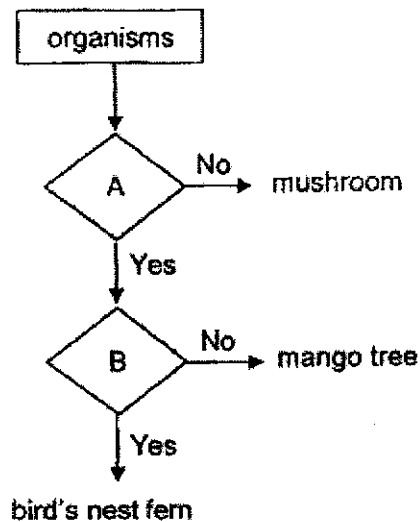 organisms
A
No
mushroom
Yes
B
No
mango tree
Yes
bird's nest fern